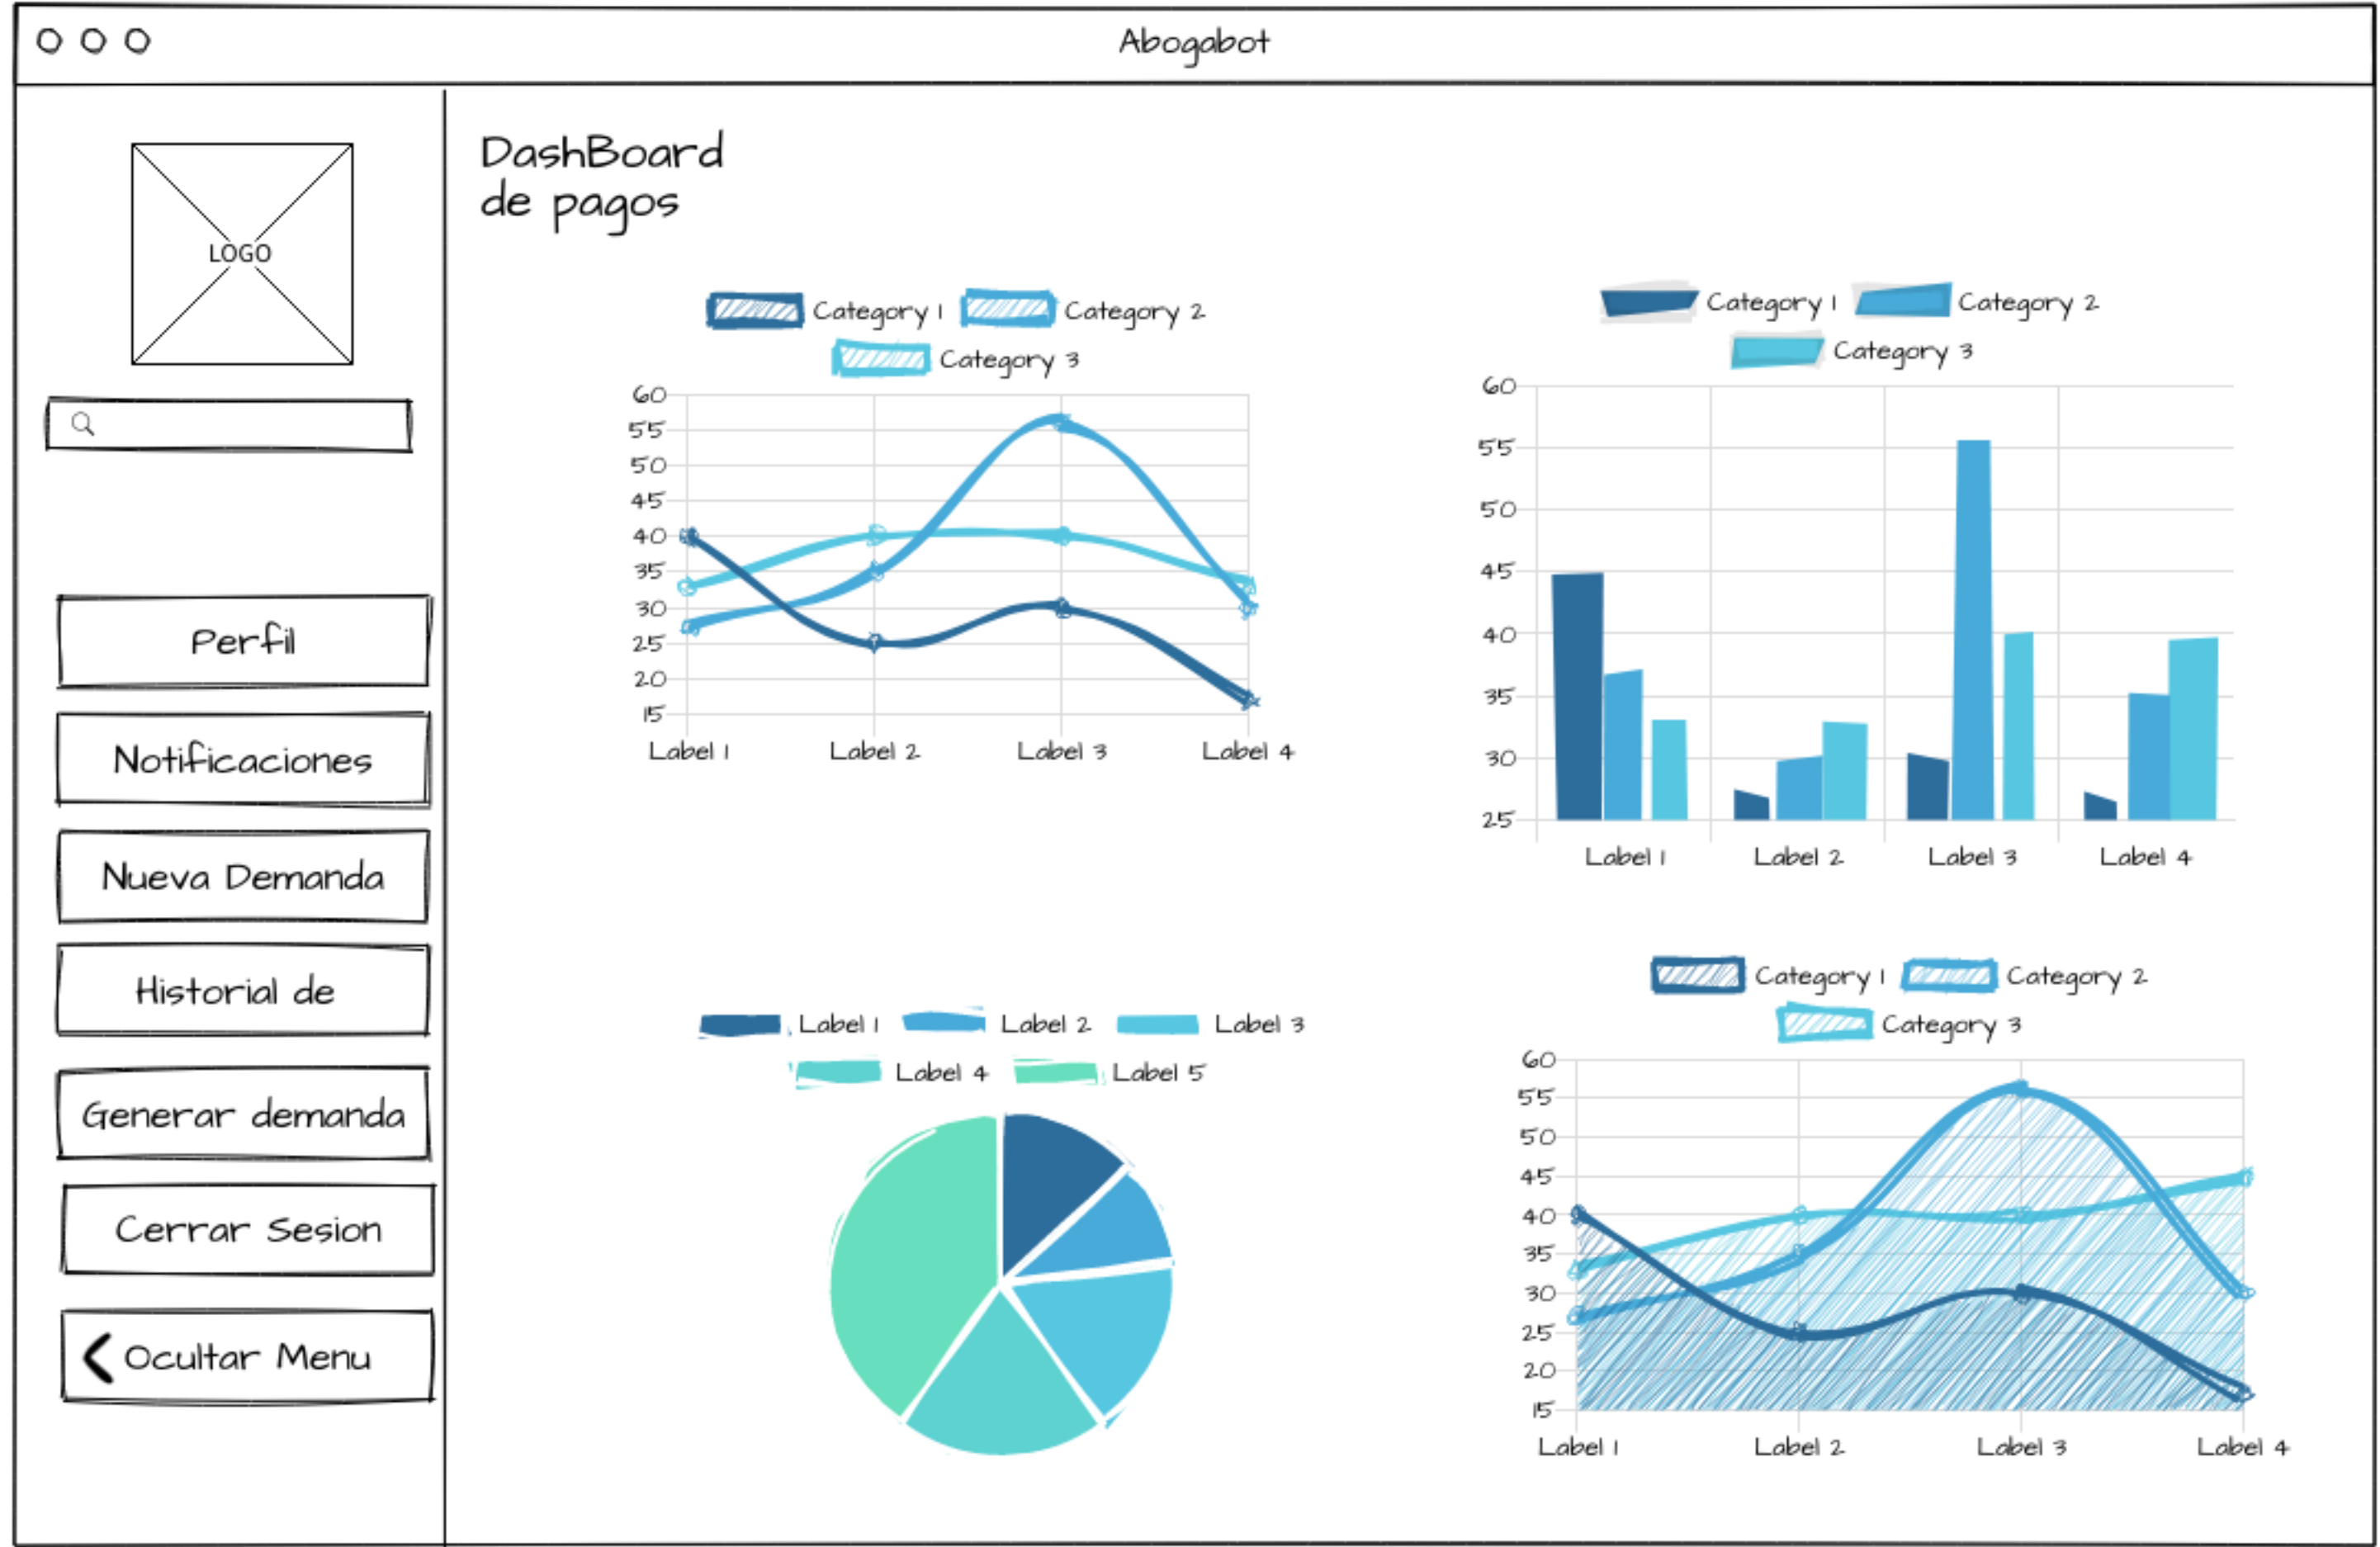 Abogabot
LOGO
Perfil
Notificaciones
Nueva Demanda
Historial de
Generar demanda
Cerrar Sesion
Ocultar Menu
DashBoard
de pagos
Category 1 Category 2
Category 3
60
55
50
45
40
35
30
25
20
15
Label 1 Label 2 Label 3 Label 4
Category 1 Category 2
Category 3
60
55
50
45
40
35
30
25
Label 1 Label 2 Label 3 Label 4
Label 1 Label 2 Label 3
Label 4 Label 5
Category 1 Category 2
Category 3
60
55
50
45
40
35
30
25
20
15
Label 1 Label 2 Label 3 Label 4